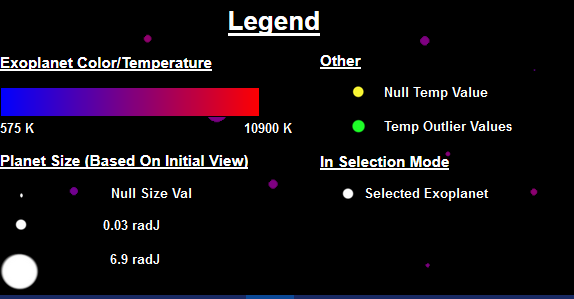 Legend
Exoplanet Color/Temperature
575 K
10900 K
Planet Size (Based On Initial View)
Null Size Val
0.03 radJ
6.9 radJ
Other
Null Temp Value
Temp Outlier Values
In Selection Mode
Selected Exoplanet